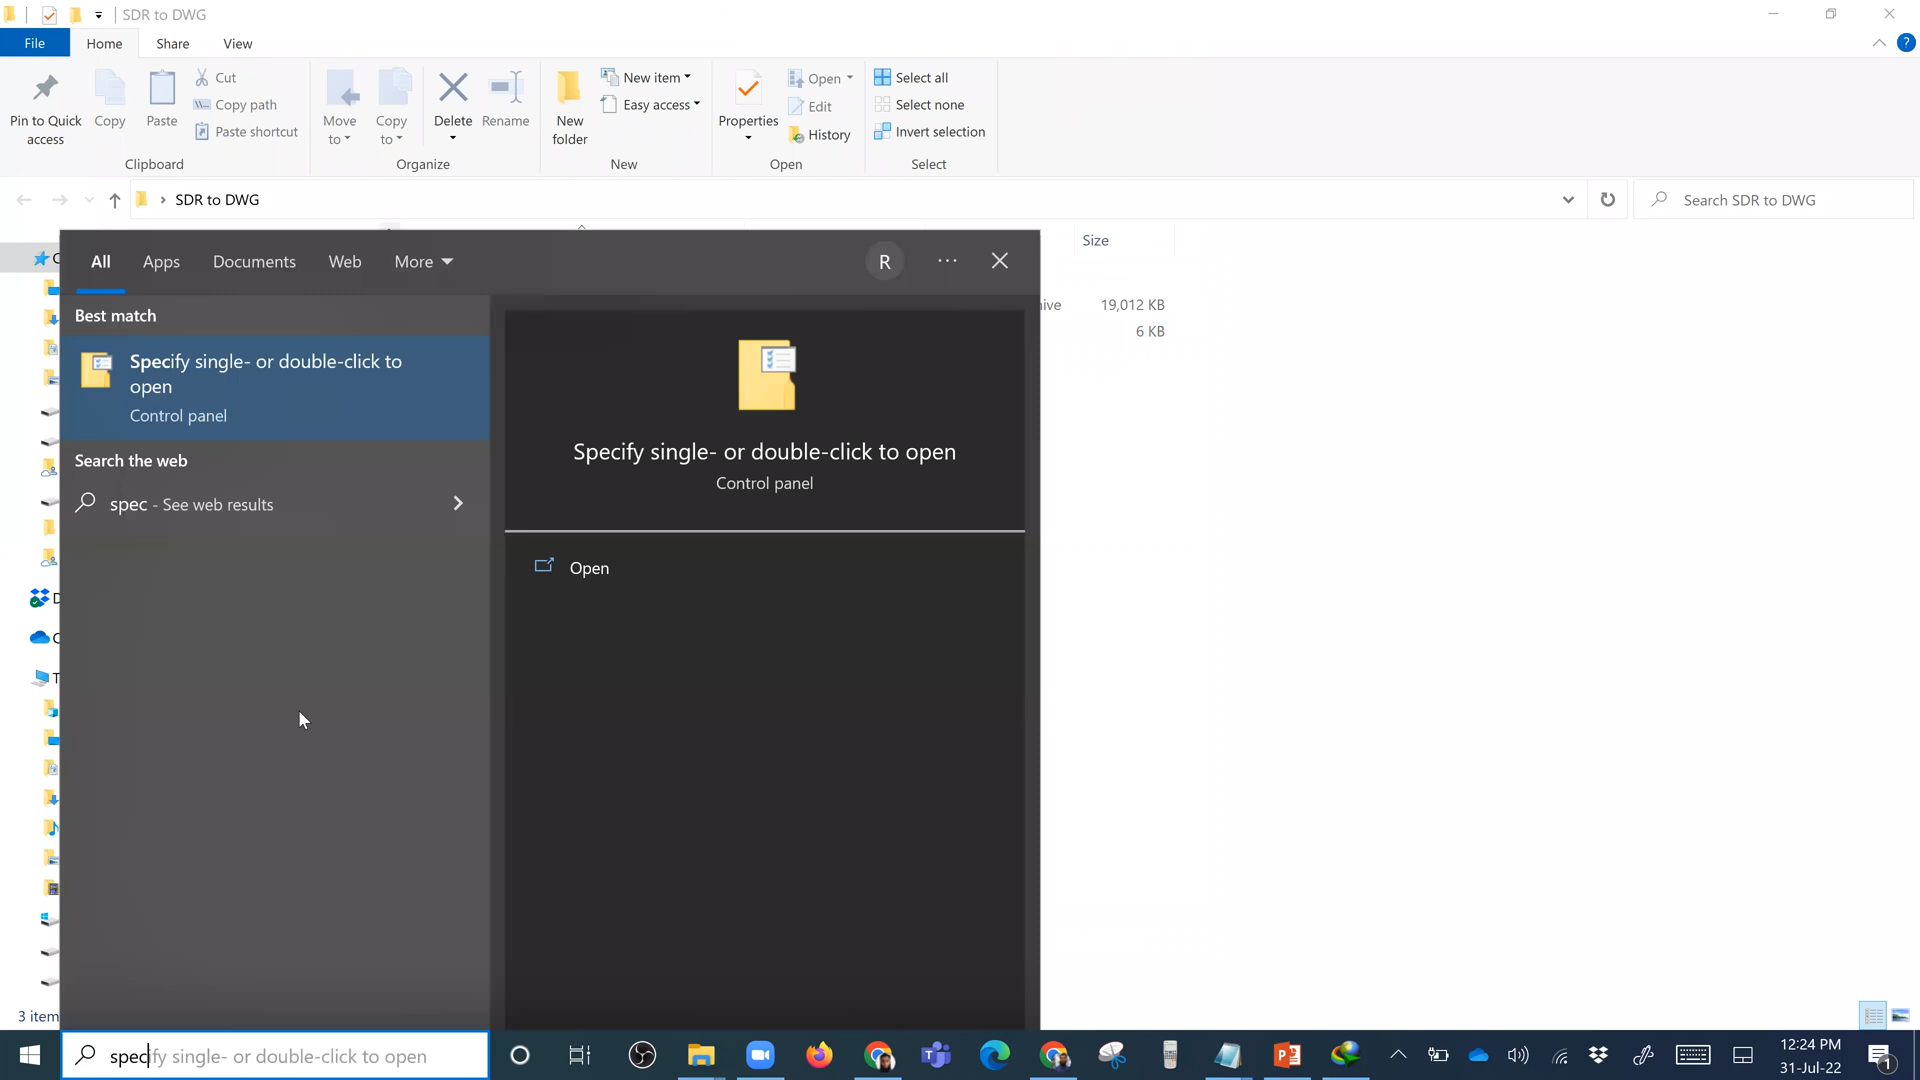 SDR to DWG
File Home Share View
Pin to Quick access
Copy
Paste
Cut
Copy path
Paste shortcut
Clipboard
Move to
Copy to
Delete
Rename
Organize
New folder
New item
Easy access
New
Properties
Open
Edit
History
Open
Select all
Select none
Invert selection
Select
SDR to DWG
Search SDR to DWG
Size
19,012 KB
6 KB
All Apps Documents Web More
R
Best match
Specify single- or double-click to
open
Control panel
Search the web
spec - See web results
Specify single- or double-click to open
Control panel
Open
3 item
specify single- or double-click to open
12:24 PM
31-Jul-22
1